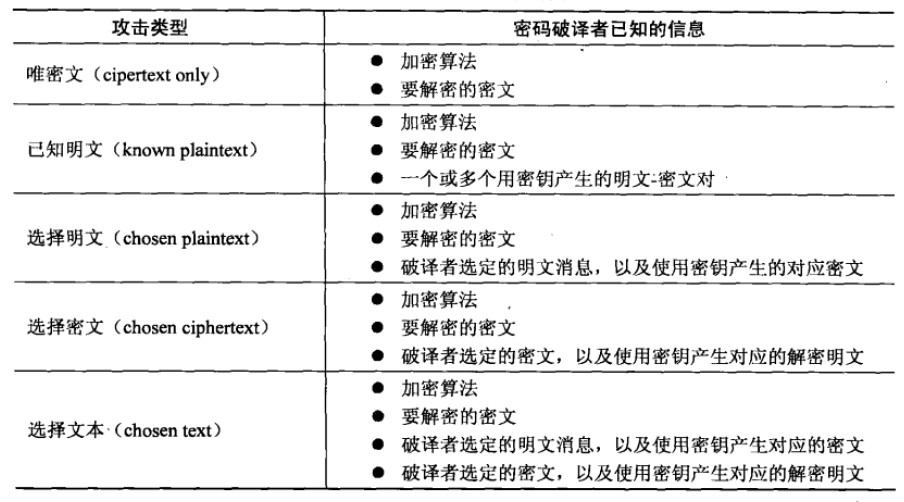 攻击类型 密码破译者已知的信息
唯密文（cipertext only）
● 加密算法
● 要解密的密文
已知明文（known plaintext）
● 加密算法
● 要解密的密文
● 一个或多个用密钥产生的明文-密文对
选择明文（chosen plaintext）
● 加密算法
● 要解密的密文
● 破译者选定的明文消息，以及使用密钥产生的对应密文
选择密文（chosen ciphertext）
● 加密算法
● 要解密的密文
● 破译者选定的密文，以及使用密钥产生对应的解密明文
选择文本（chosen text）
● 加密算法
● 要解密的密文
● 破译者选定的明文消息，以及使用密钥产生对应的密文
● 破译者选定的密文，以及使用密钥产生对应的解密明文